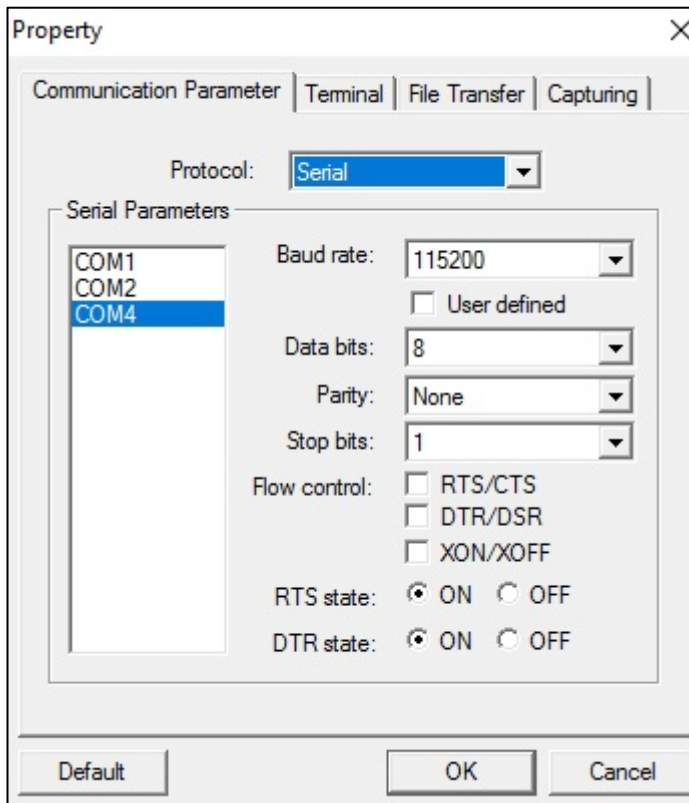 Property
Communication Parameter Terminal File Transfer Capturing
Protocol: Serial
Serial Parameters
COM1
COM2
COM4
Baud rate: 115200
User defined
Data bits: 8
Parity: None
Stop bits: 1
Flow control: RTS/CTS
DTR/DSR
XON/XOFF
RTS state: ON OFF
DTR state: ON OFF
Default OK Cancel